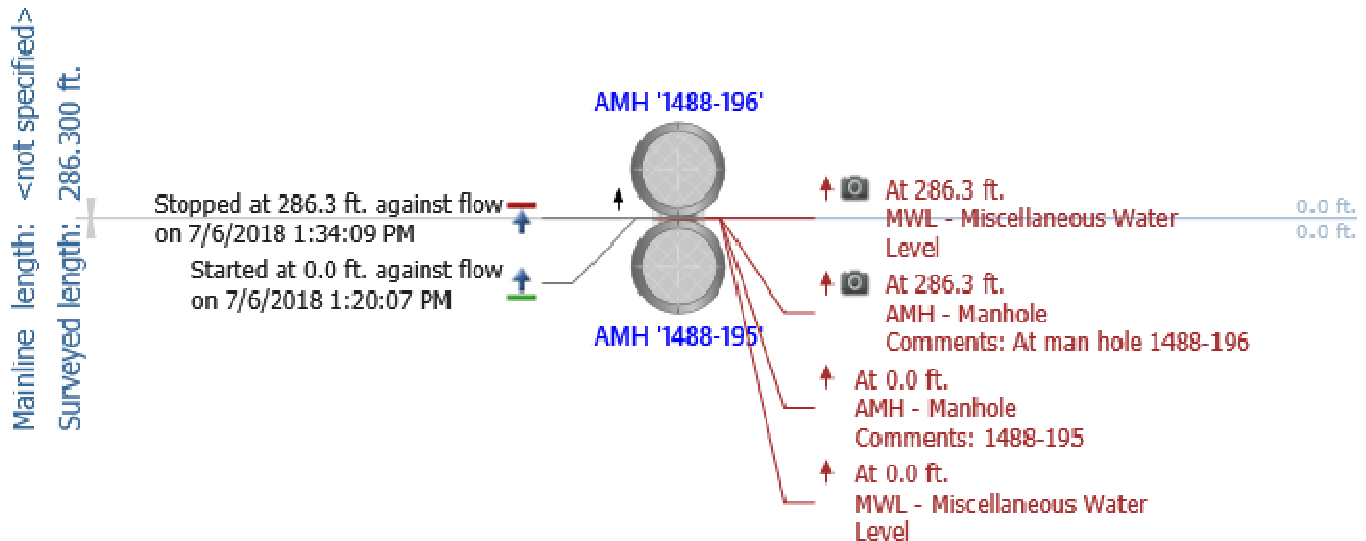 Mainline length: <not specified>
Surveyed length: 286.300 ft.
AMH '1488-196'
Stopped at 286.3 ft. against flow
on 7/6/2018 1:34:09 PM
Started at 0.0 ft. against flow
on 7/6/2018 1:20:07 PM
AMH '1488-195'
At 286.3 ft.
MWL - Miscellaneous Water
Level
At 286.3 ft.
AMH - Manhole
Comments: At man hole 1488-196
At 0.0 ft.
AMH - Manhole
Comments: 1488-195
At 0.0 ft.
MWL - Miscellaneous Water
Level
0.0 ft.
0.0 ft.